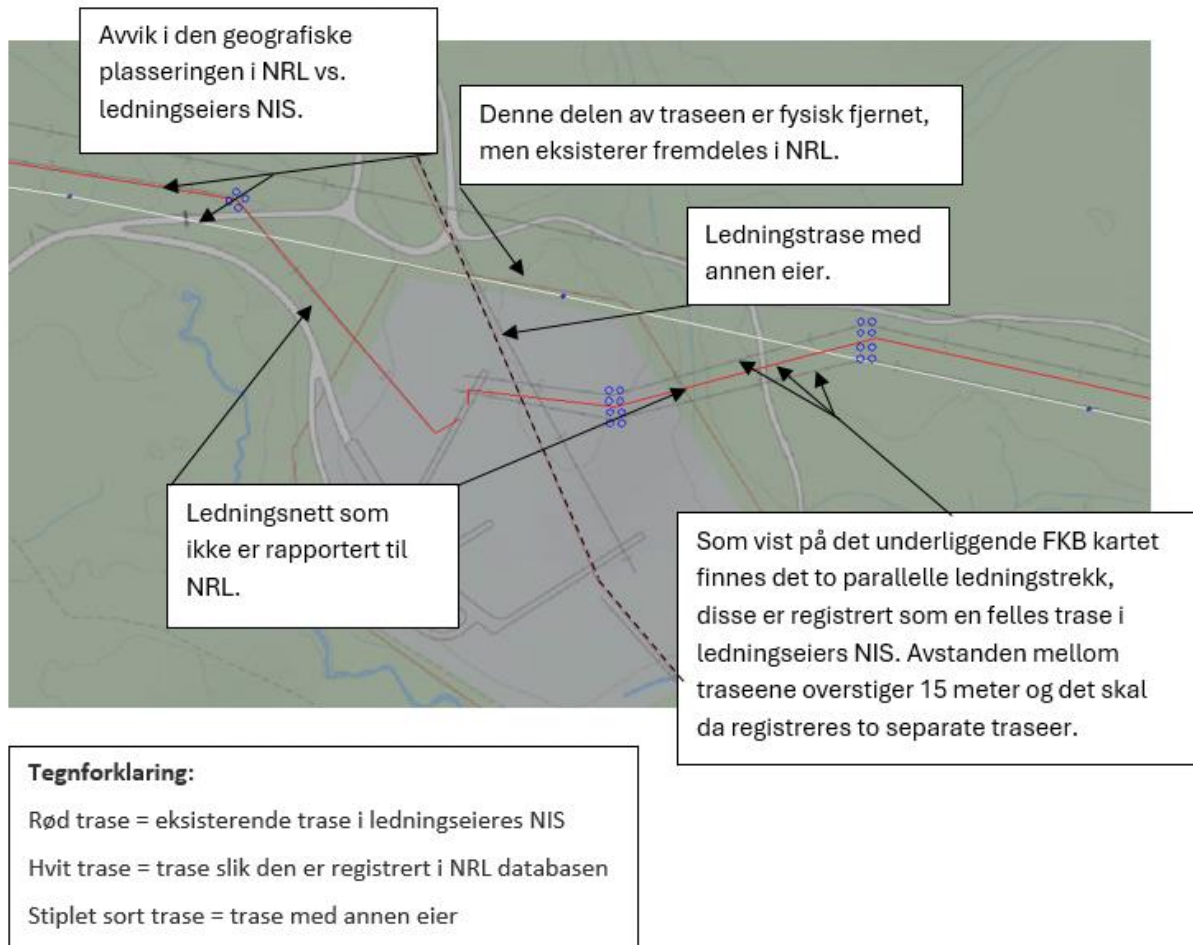 Avvik i den geografiske
plasseringen i NRL vs.
ledningseiers NIS.
Denne delen av traseen er fysisk fjernet,
men eksisterer fremdeles i NRL.
Ledningstrase med
annen eier.
Ledningsnett som
ikke er rapportert til
NRL.
Som vist på det underliggende FKB kartet
finnes det to parallelle ledningstrekk,
disse er registrert som en felles trase i
ledningseiers NIS. Avstanden mellom
traseene overstiger 15 meter og det skal
da registreres to separate traseer.
Tegnforklaring:
Rød trase = eksisterende trase i ledningseieres NIS
Hvit trase = trase slik den er registrert i NRL databasen
Stiplet sort trase = trase med annen eier